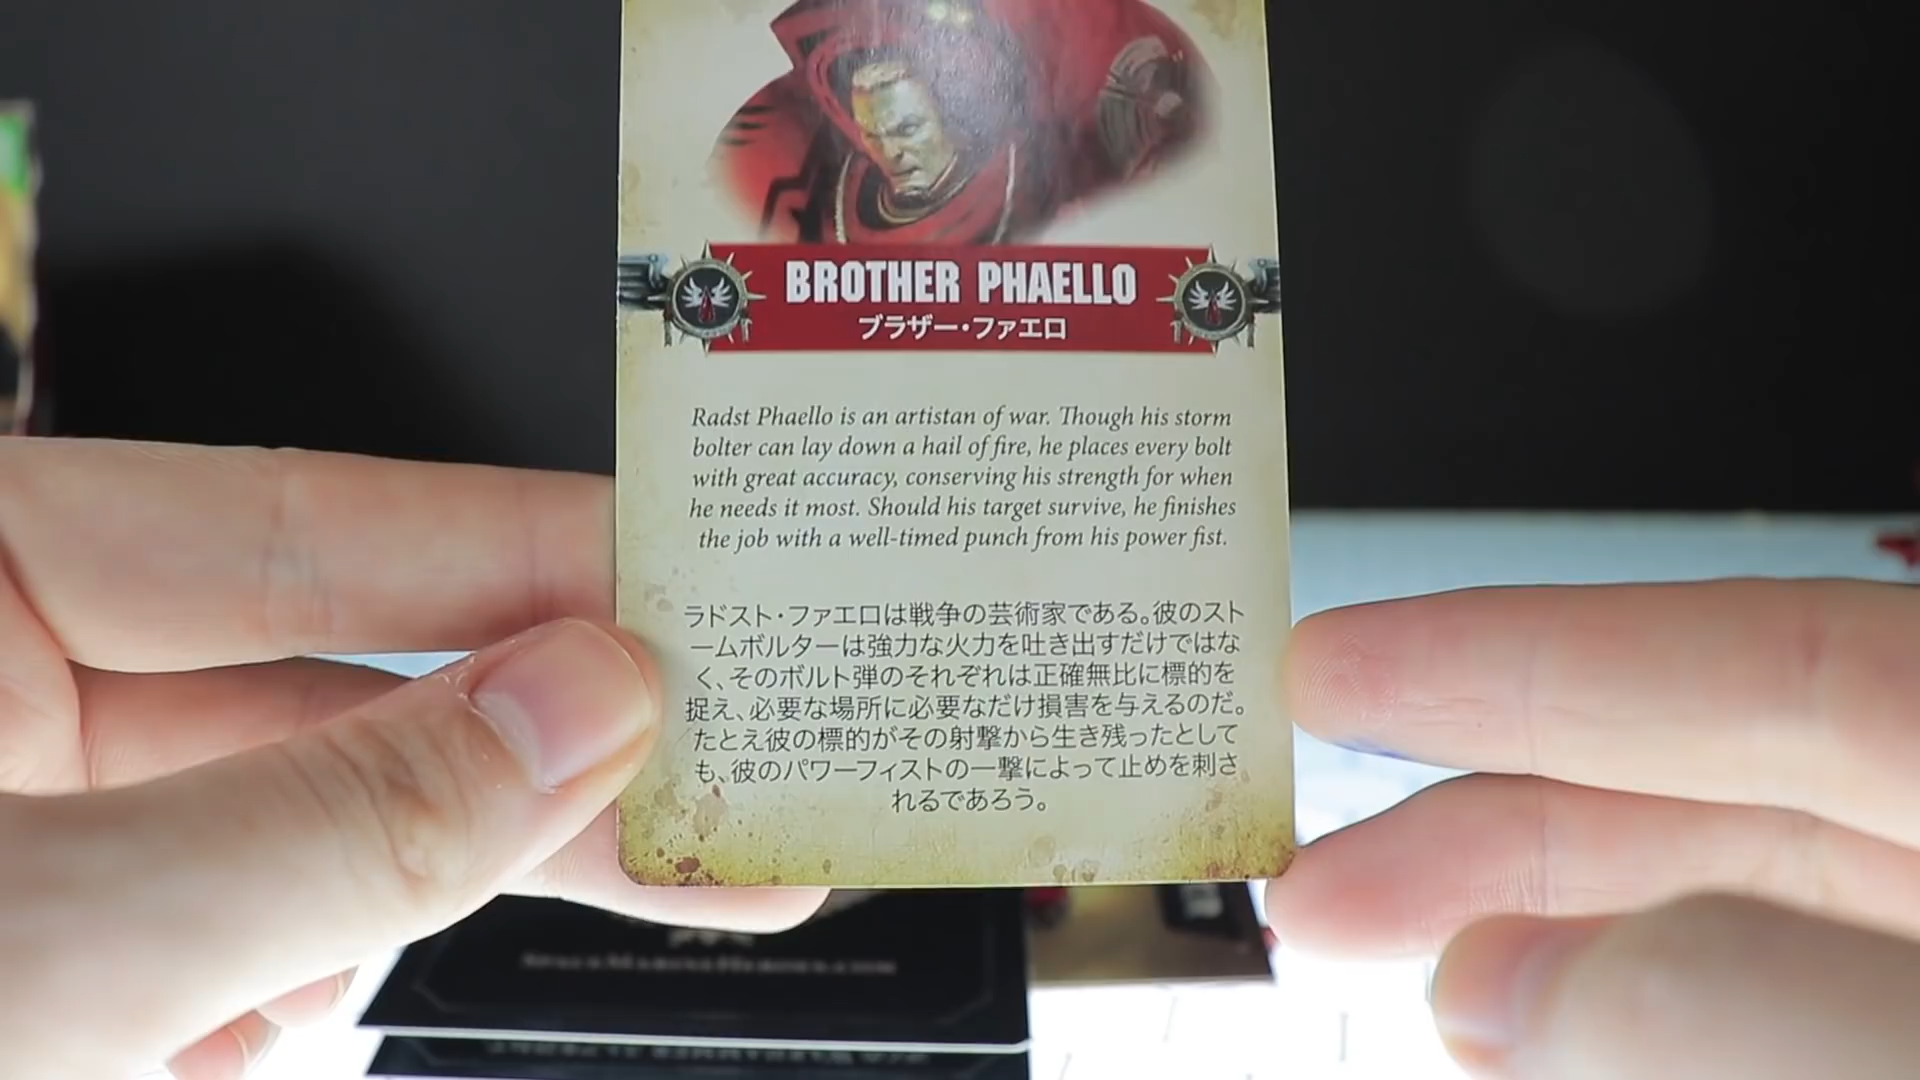 BROTHER PHAELLO
ブラザー・ファエロ
Radst Phaello is an artistan of war. Though his storm
bolter can lay down a hail of fire, he places every bolt
with great accuracy, conserving his strength for when
he needs it most. Should his target survive, he finishes
the job with a well-timed punch from his power fist.
ラドスト・ファエロは戦争の芸術家である。彼のスト
ームボルターは強力な火力を吐き出すだけではな
く、そのボルト弾のそれぞれは正確無比に標的を
捉え、必要な場所に必要なだけ損害を与えるのだ。
たとえ彼の標的がその射撃から生き残ったとして
も、彼のパワーフィストの一撃によって止めを刺さ
れるであろう。